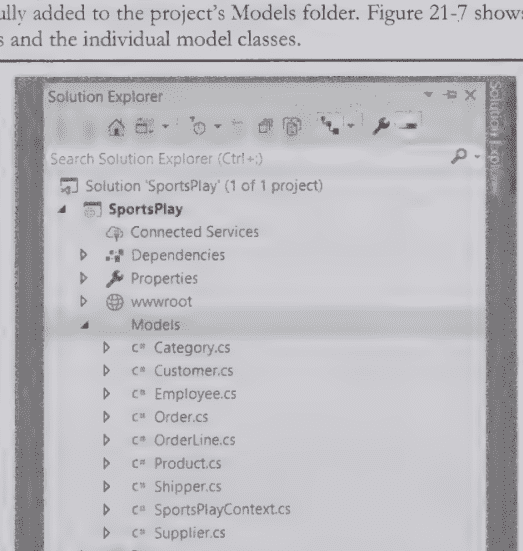 ully added to the project's Models folder. Figure 21-7 shows
s and the individual model classes.
Solution Explorer
Search Solution Explorer (Ctrl+;)
Solution 'SportsPlay' (1 of 1 project)
SportsPlay
Connected Services
Dependencies
Properties
wwwroot
Models
C# Category.cs
C# Customer.cs
C# Employee.cs
C# Order.cs
C# OrderLine.cs
C# Product.cs
C# Shipper.cs
C# SportsPlayContext.cs
C# Supplier.cs
Solution Explorer